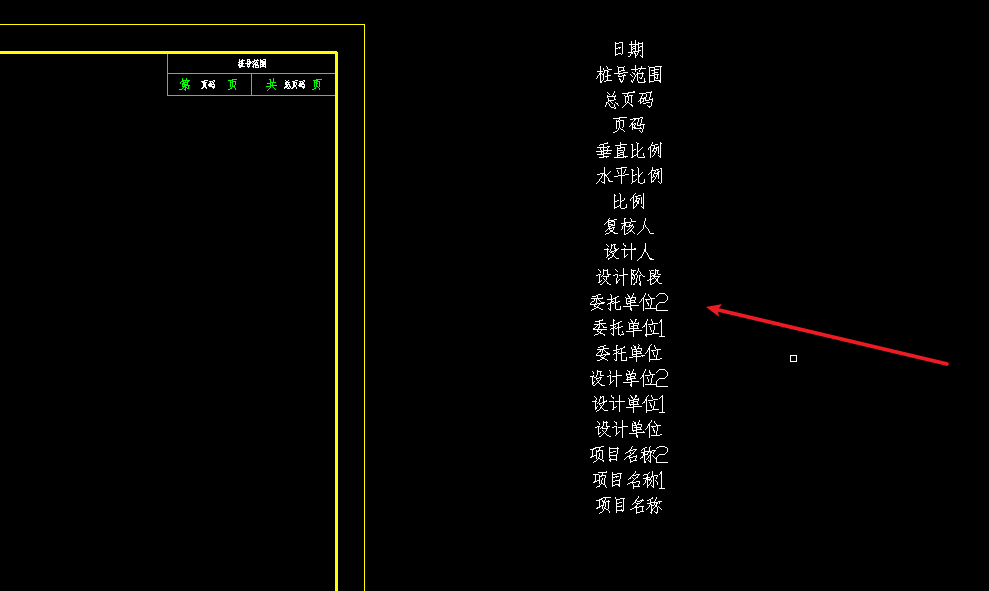 桩号范围
第 页码 页 共 总页码 页
日期
桩号范围
总页码
页码
垂直比例
水平比例
比例
复核人
设计人
设计阶段
委托单位2
委托单位1
委托单位
设计单位2
设计单位1
设计单位
项目名称2
项目名称1
项目名称